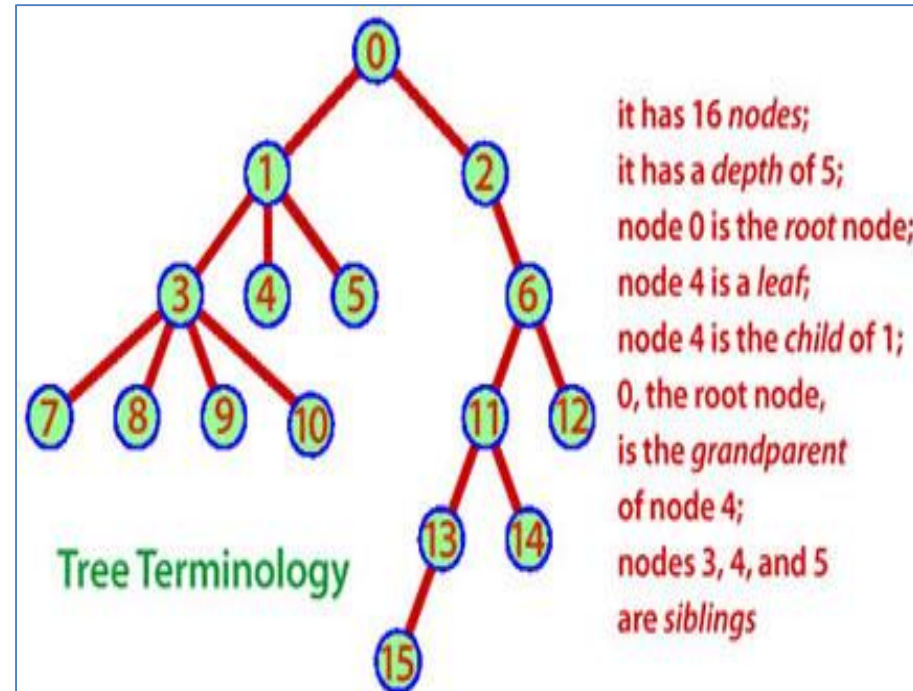 0
1
2
3
4
5
6
7
8
9
10
11
12
13
14
15
Tree Terminology
it has 16 nodes;
it has a depth of 5;
node 0 is the root node;
node 4 is a leaf;
node 4 is the child of 1;
0, the root node,
is the grandparent
of node 4;
nodes 3, 4, and 5
are siblings